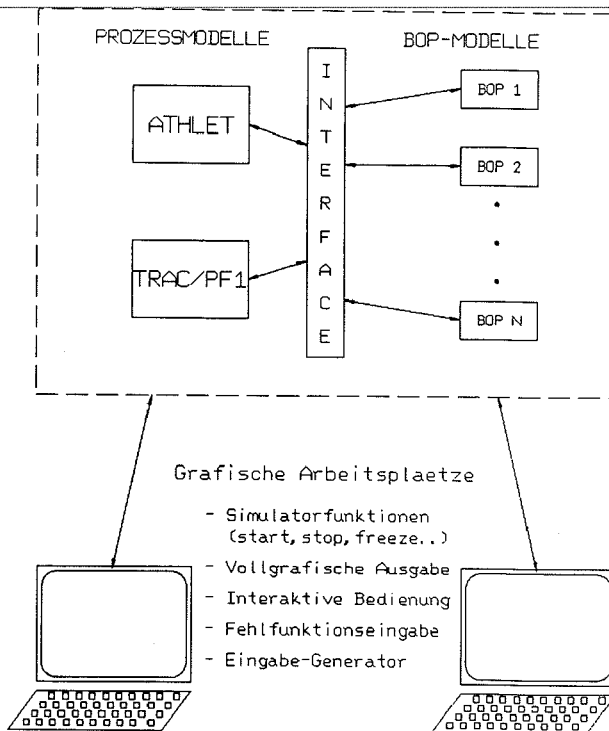 PROZESSMODELLE
BOP-MODELLE
INTERFACE
ATHLET
TRAC/PF1
BOP 1
BOP 2
BOP N
Grafische Arbeitsplaetze
- Simulatorfunktionen
(start, stop, freeze..)
- Vollgrafische Ausgabe
- Interaktive Bedienung
- Fehlfunktionseingabe
- Eingabe-Generator